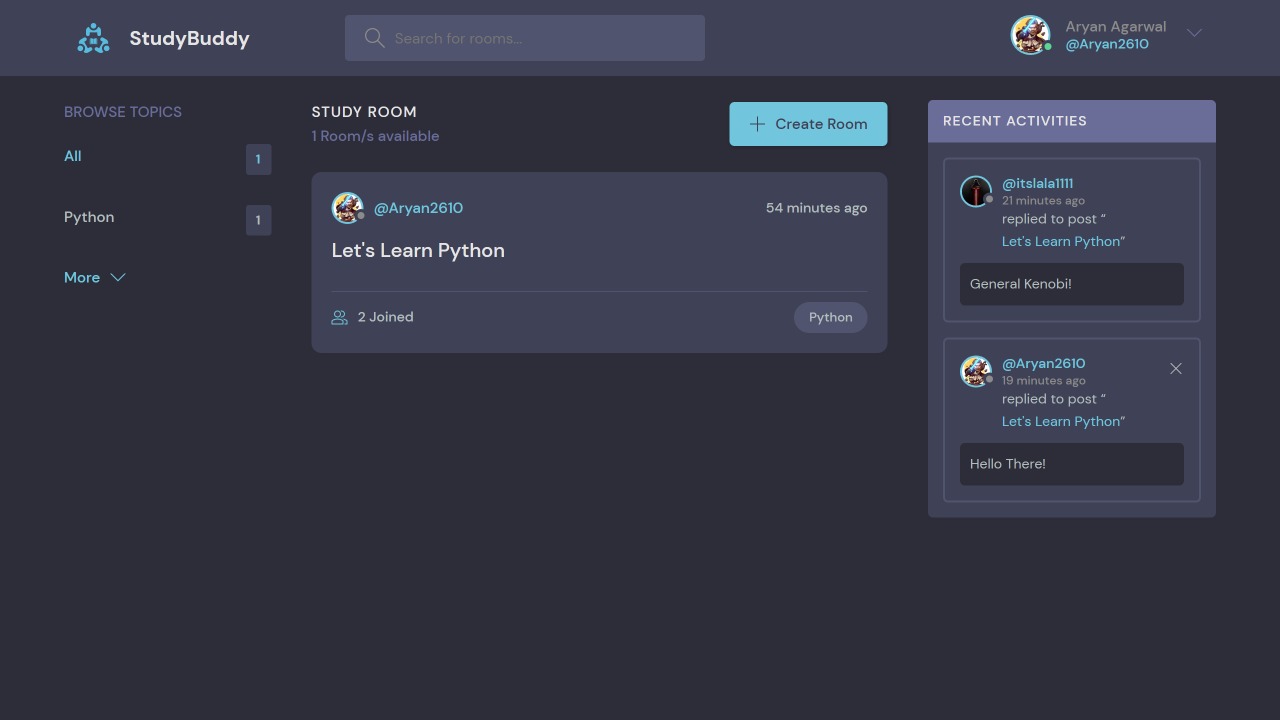 StudyBuddy
Search for rooms...
Aryan Agarwal
@Aryan2610
BROWSE TOPICS
All
1
Python
1
More
STUDY ROOM
1 Room/s available
Create Room
@Aryan2610
54 minutes ago
Let's Learn Python
2 Joined
Python
RECENT ACTIVITIES
@itslala1111
21 minutes ago
replied to post “
Let's Learn Python”
General Kenobi!
@Aryan2610
19 minutes ago
replied to post “
Let's Learn Python”
Hello There!